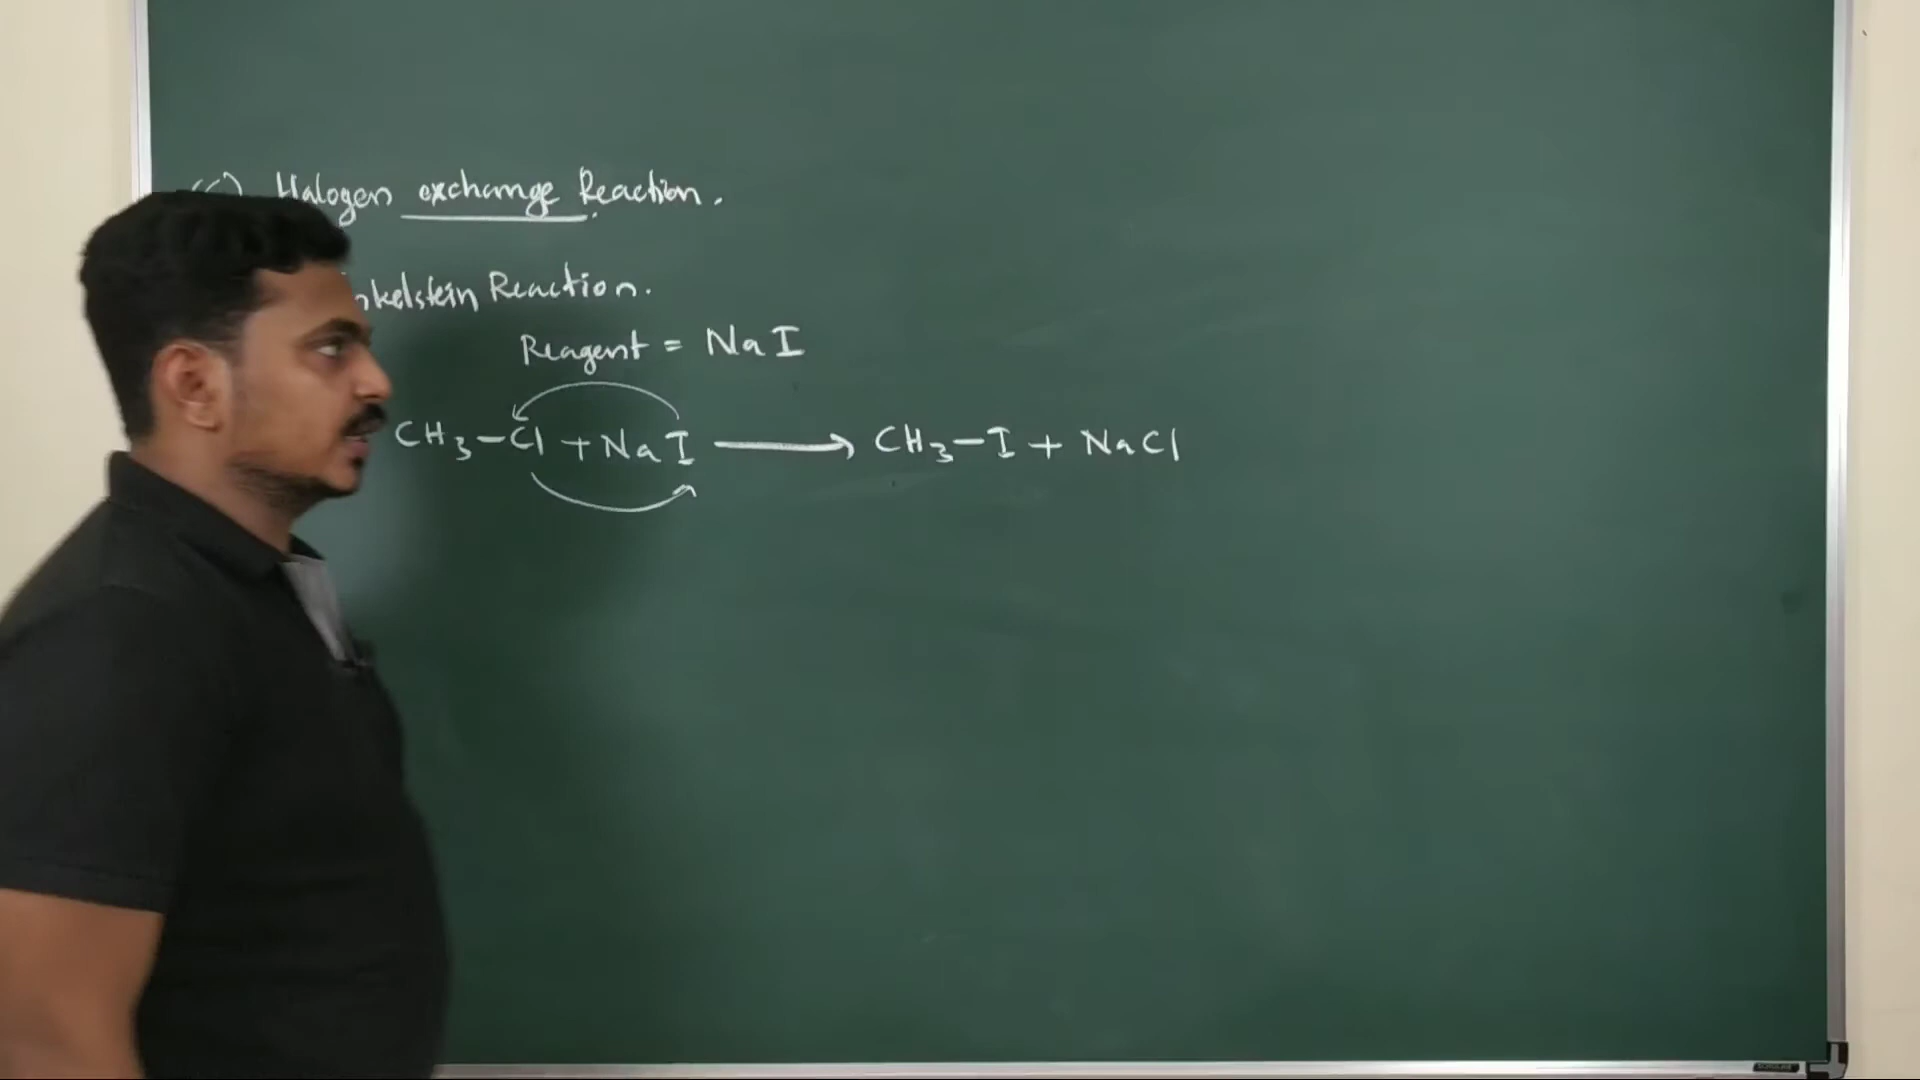 Halogen exchange Reaction.
nkelstein Reaction.
Reagent = NaI
CH₃-Cl + NaI ⟶ CH₃-I + NaCl